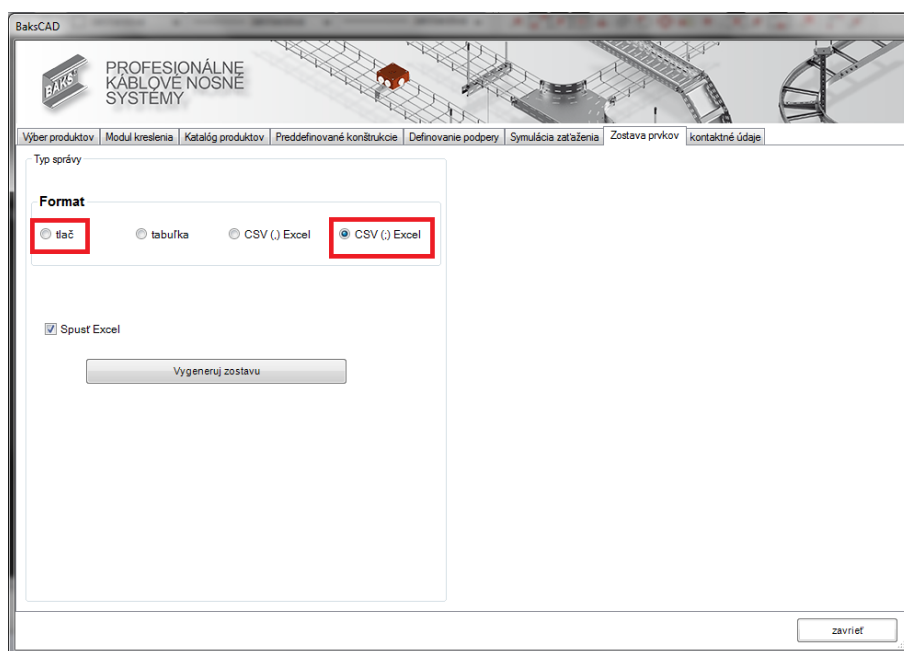 BaksCAD
BAKS
PROFESIONÁLNE
KÁBLOVÉ NOSNÉ
SYSTÉMY
Výber produktov Modul kreslenia Katalóg produktov Preddefinované konštrukcie Definovanie podpery Symulácia zaťaženia Zostava prvkov kontaktné údaje
Typ správy
Format
tlač tabuľka CSV (,) Excel CSV (;) Excel
Spusť Excel
Vygeneruj zostavu
zavrieť